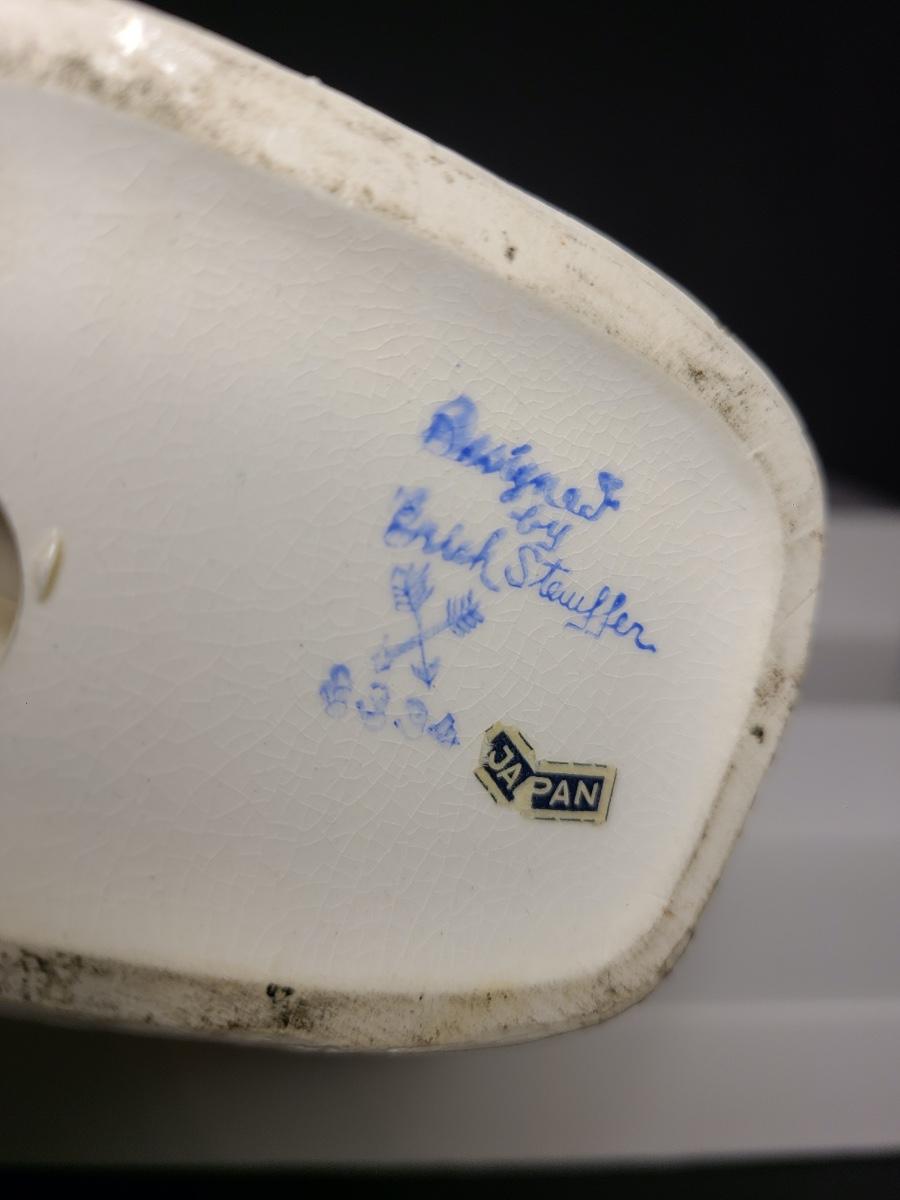 Designed
by
Erich Stauffer
JAPAN